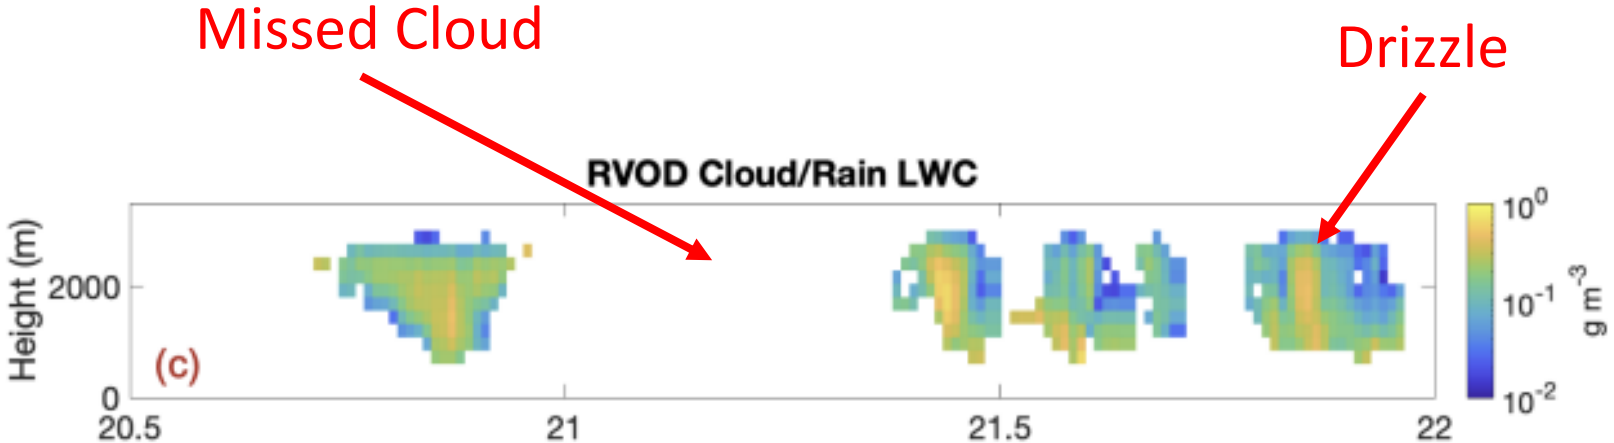 Missed Cloud
Drizzle
RVOD Cloud/Rain LWC
Height (m)
2000
0
(c)
20.5
21
21.5
22
10^0
10^-1
10^-2
g m^-3